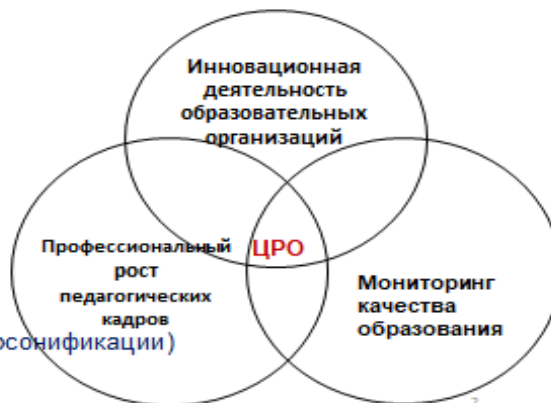 Инновационная
деятельность
образовательных
организаций
Профессиональный
рост
педагогических
кадров
ЦРО
Мониторинг
качества
образования
рсонификации)